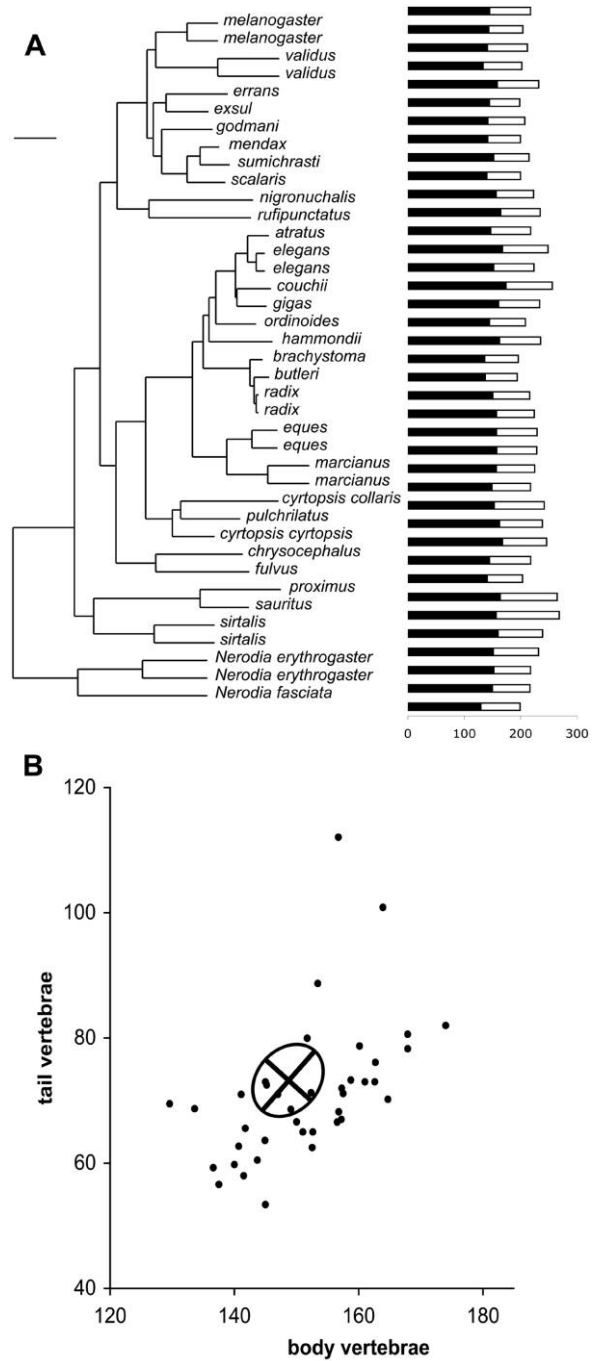 A
melanogaster
melanogaster
validus
validus
errans
exsul
godmani
mendax
sumichrasti
scalaris
nigronuchalis
rufipunctatus
atratus
elegans
elegans
couchii
gigas
ordinoides
hammondii
brachystoma
butleri
radix
radix
eques
eques
marcianus
marcianus
cyrtopsis collaris
pulchrilatus
cyrtopsis cyrtopsis
chrysocephalus
fulvus
proximus
sauritus
sirtalis
sirtalis
Nerodia erythrogaster
Nerodia erythrogaster
Nerodia fasciata
0 100 200 300
B
120
100
80
60
40
tail vertebrae
120 140 160 180
body vertebrae